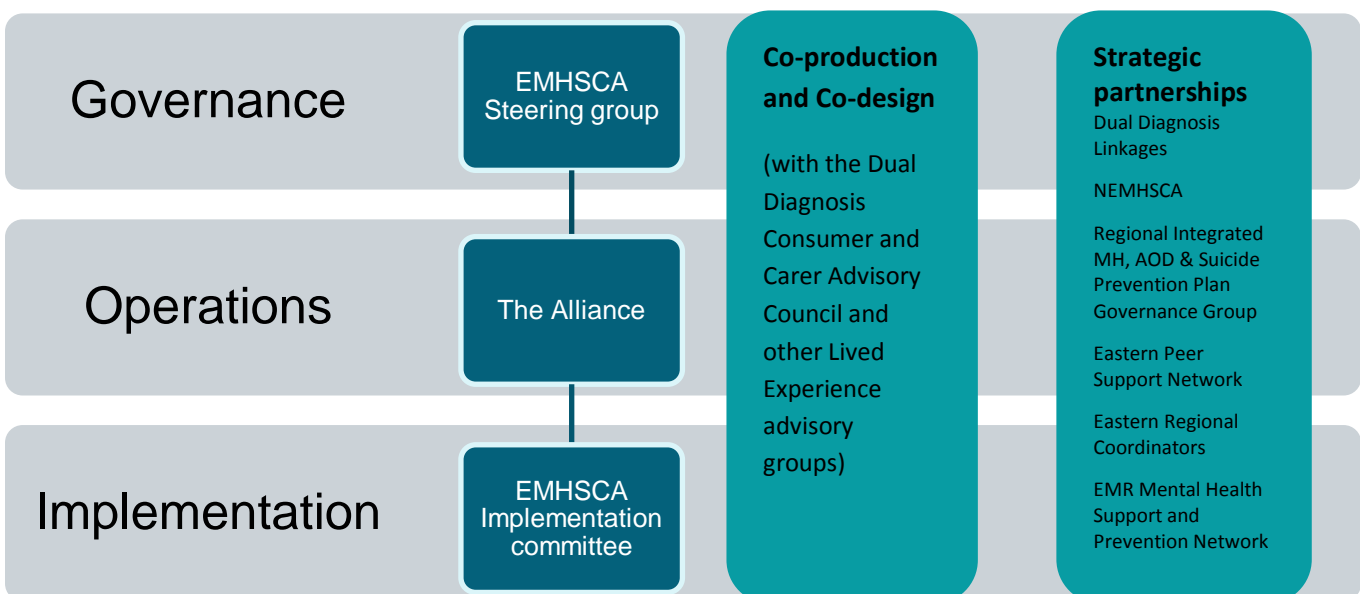 Governance
EMHSCA
Steering group
Operations
The Alliance
Implementation
EMHSCA
Implementation
committee
Co-production
and Co-design
(with the Dual
Diagnosis
Consumer and
Carer Advisory
Council and
other Lived
Experience
advisory
groups)
Strategic
partnerships
Dual Diagnosis
Linkages
NEMHSCA
Regional Integrated
MH, AOD & Suicide
Prevention Plan
Governance Group
Eastern Peer
Support Network
Eastern Regional
Coordinators
EMR Mental Health
Support and
Prevention Network